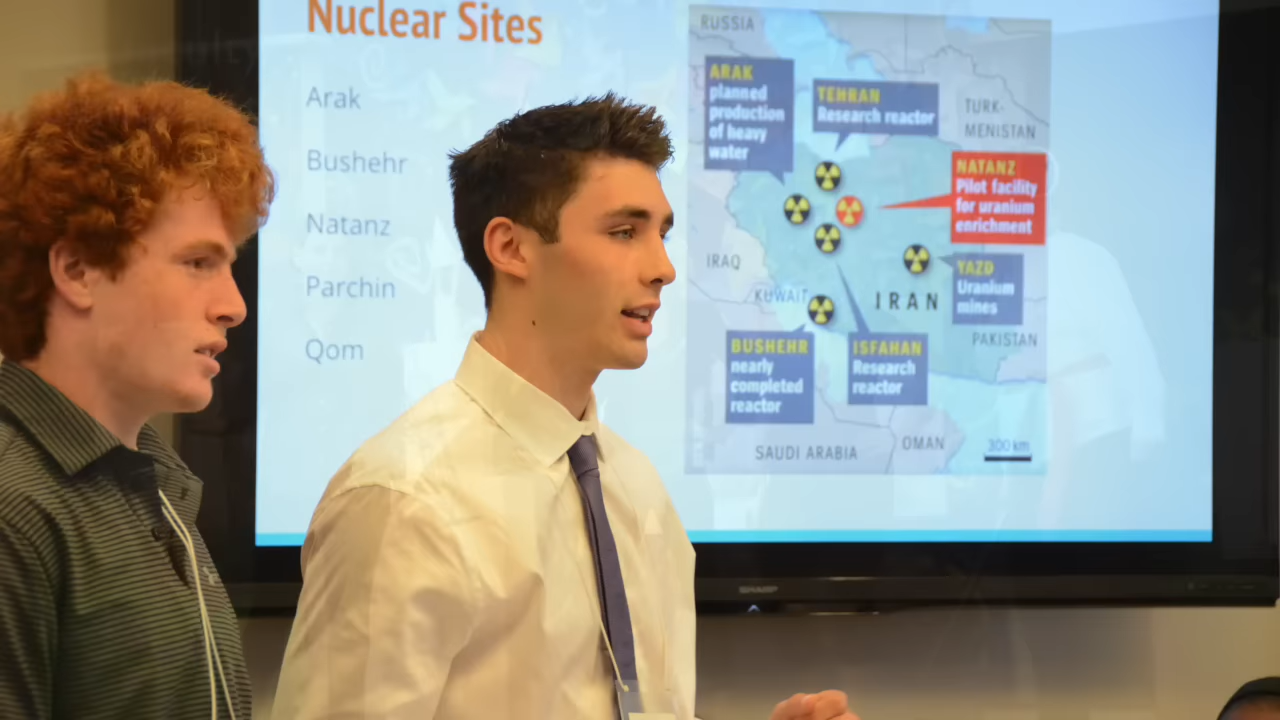 Nuclear Sites
Arak
Bushehr
Natanz
Parchin
Qom
RUSSIA
ARAK
planned
production
of heavy
water
TEHRAN
Research reactor
TURK-
MENISTAN
NATANZ
Pilot facility
for uranium
enrichment
IRAQ
KUWAIT
IRAN
YAZD
Uranium
mines
PAKISTAN
BUSHEHR
nearly
completed
reactor
ISFAHAN
Research
reactor
SAUDI ARABIA
OMAN
300 km
SHARP